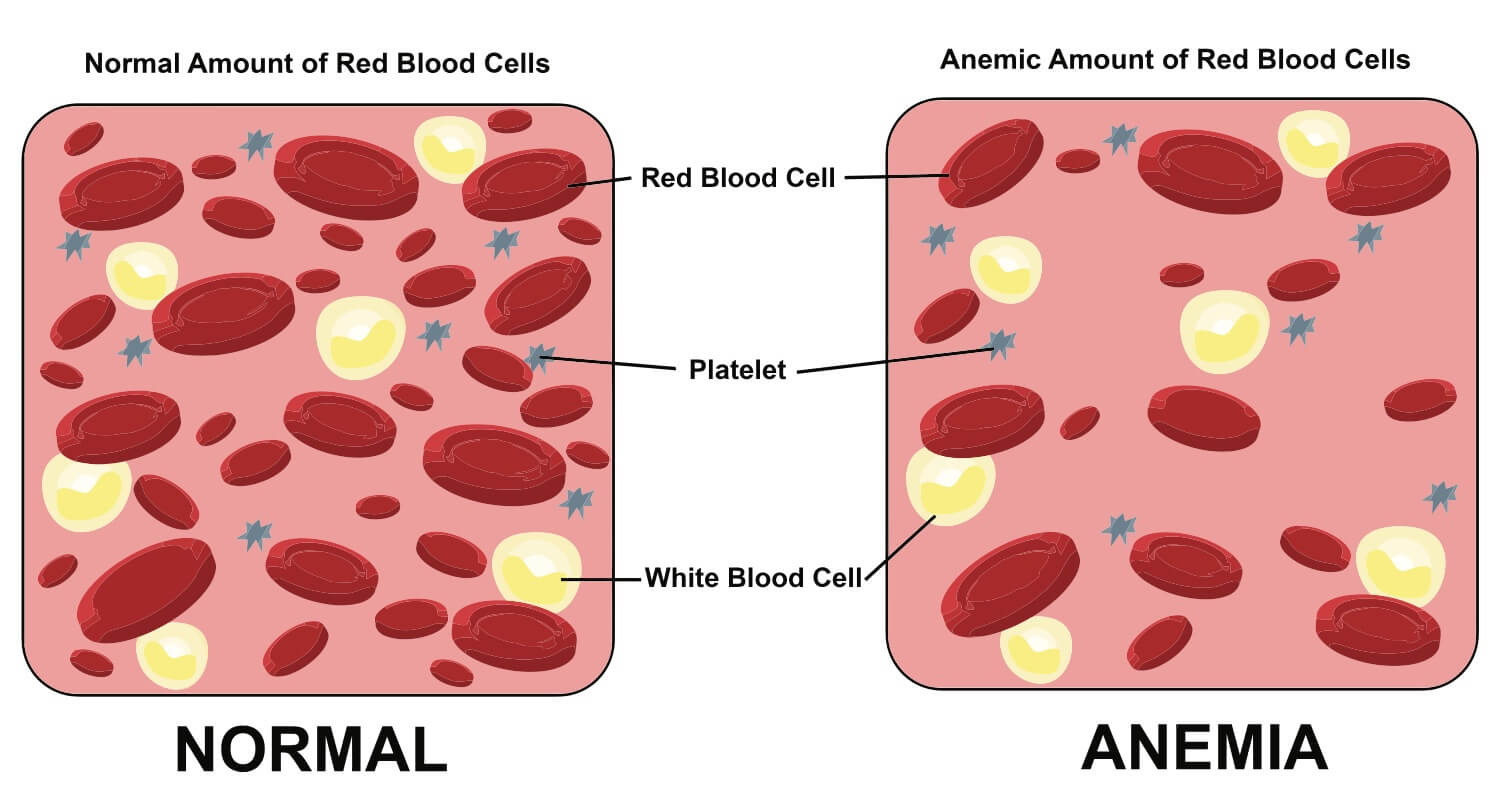 Normal Amount of Red Blood Cells
Anemic Amount of Red Blood Cells
Red Blood Cell
Platelet
White Blood Cell
NORMAL
ANEMIA